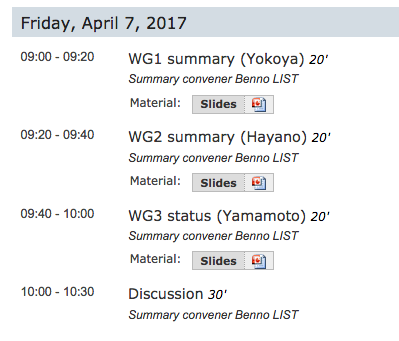 Friday, April 7, 2017
09:00 - 09:20 WG1 summary (Yokoya) 20'
Summary convener Benno LIST
Material: Slides
09:20 - 09:40 WG2 summary (Hayano) 20'
Summary convener Benno LIST
Material: Slides
09:40 - 10:00 WG3 status (Yamamoto) 20'
Summary convener Benno LIST
Material: Slides
10:00 - 10:30 Discussion 30'
Summary convener Benno LIST